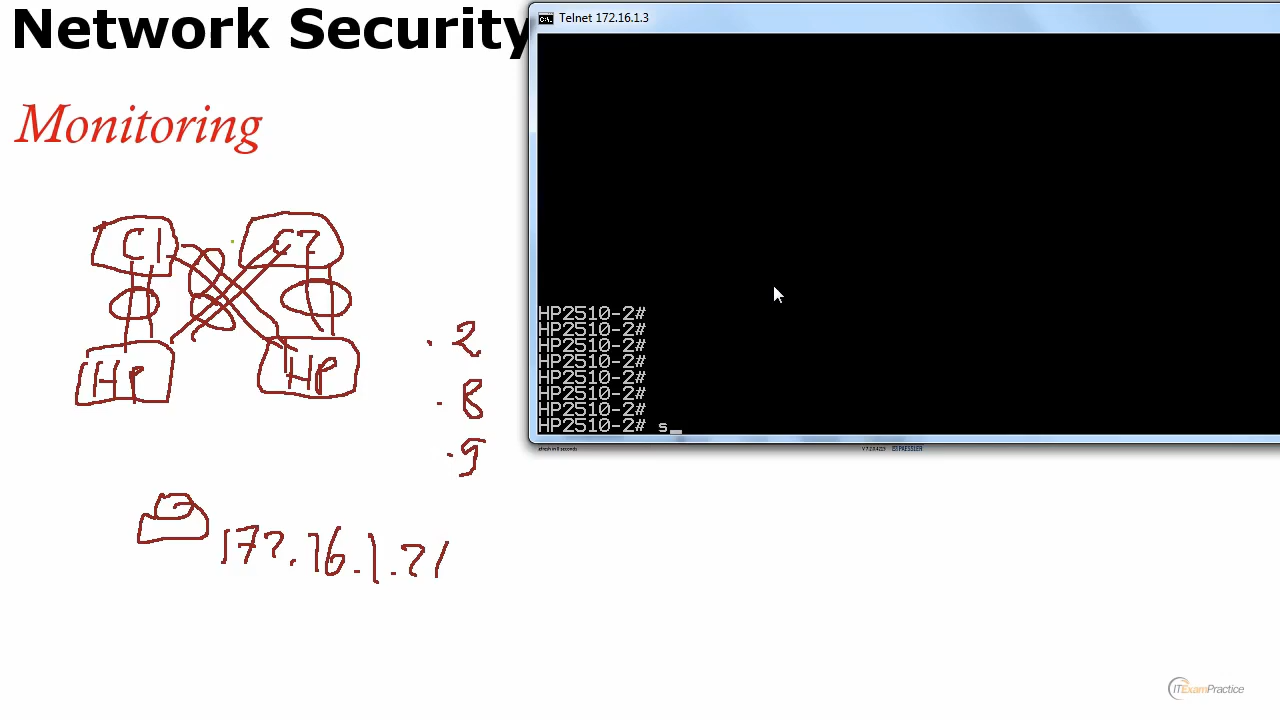 Network Security
Telnet 172.16.1.3
Monitoring
C1
C2
HP
HP
. 2
. 8
. 9
172.16.1.21
HP2510-2#
HP2510-2#
HP2510-2#
HP2510-2#
HP2510-2#
HP2510-2#
HP2510-2#
HP2510-2# s_
ITExamPractice